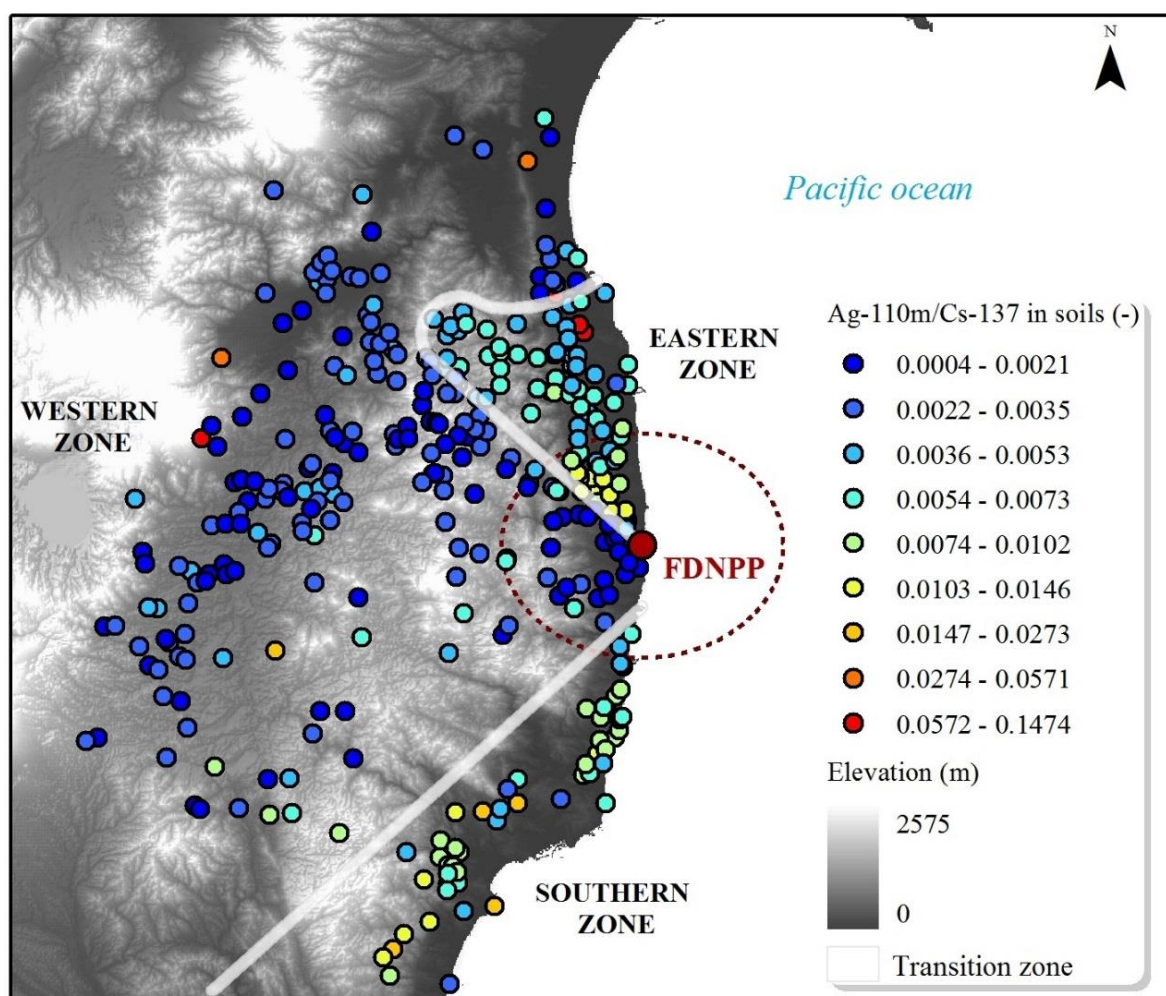 N
Pacific ocean
EASTERN
ZONE
WESTERN
ZONE
FDNPP
SOUTHERN
ZONE
Ag-110m/Cs-137 in soils (-)
0.0004 - 0.0021
0.0022 - 0.0035
0.0036 - 0.0053
0.0054 - 0.0073
0.0074 - 0.0102
0.0103 - 0.0146
0.0147 - 0.0273
0.0274 - 0.0571
0.0572 - 0.1474
Elevation (m)
2575
0
Transition zone